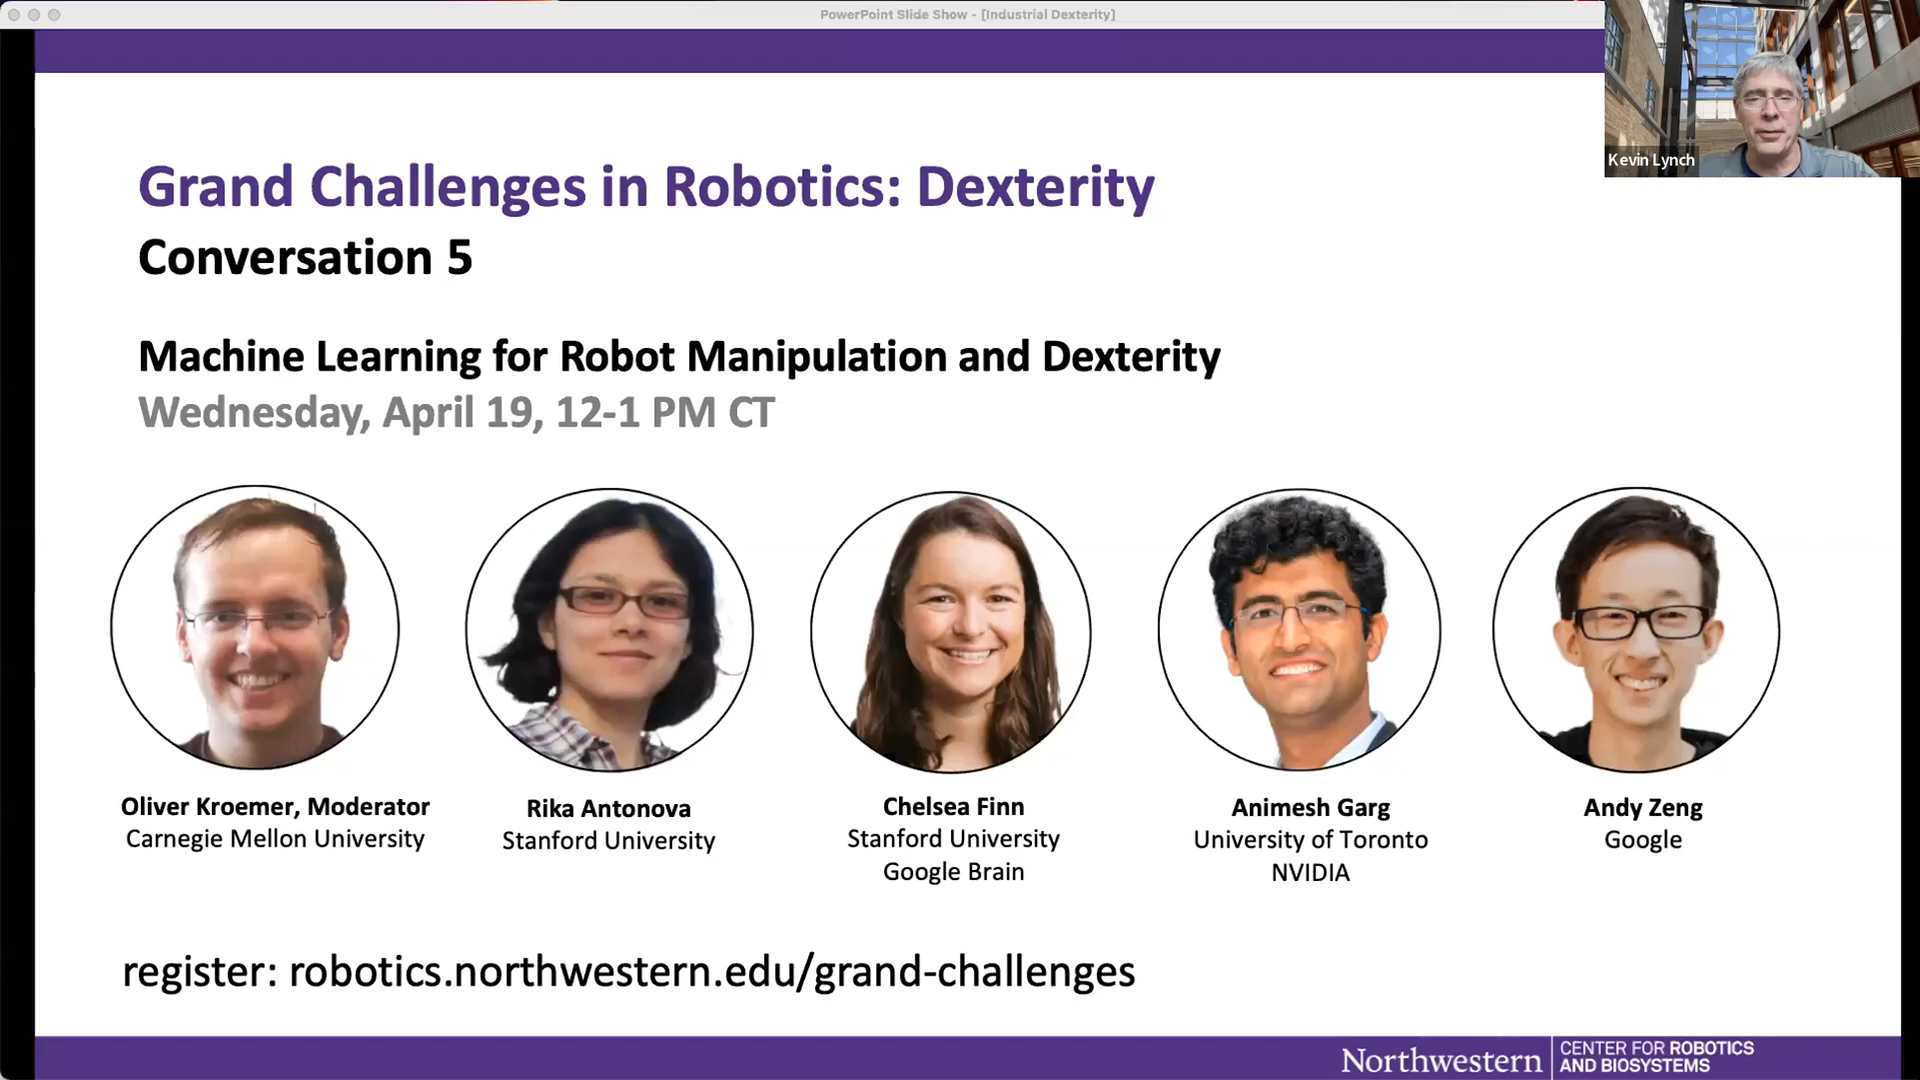 PowerPoint Slide Show - [Industrial Dexterity]
Kevin Lynch
Grand Challenges in Robotics: Dexterity
Conversation 5
Machine Learning for Robot Manipulation and Dexterity
Wednesday, April 19, 12-1 PM CT
Oliver Kroemer, Moderator
Carnegie Mellon University
Rika Antonova
Stanford University
Chelsea Finn
Stanford University
Google Brain
Animesh Garg
University of Toronto
NVIDIA
Andy Zeng
Google
register: robotics.northwestern.edu/grand-challenges
Northwestern
CENTER FOR ROBOTICS
AND BIOSYSTEMS